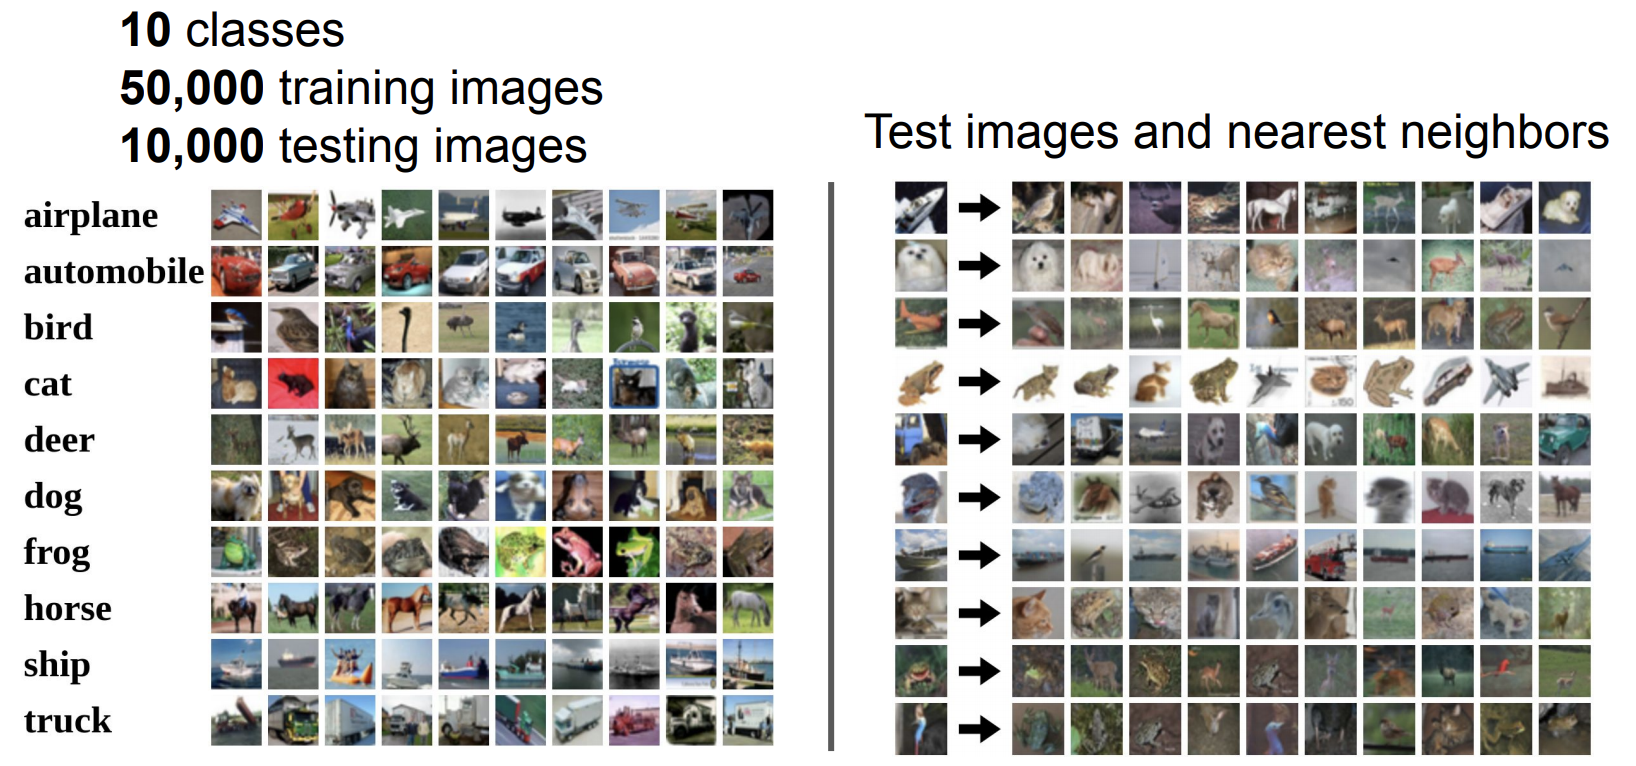 10 classes
50,000 training images
10,000 testing images
airplane
automobile
bird
cat
deer
dog
frog
horse
ship
truck
Test images and nearest neighbors